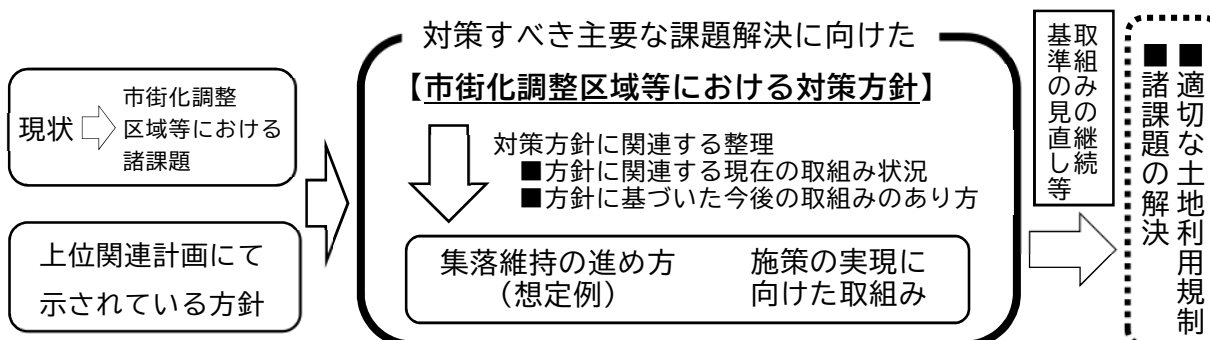 現状
市街化調整
区域等における
諸課題
上位関連計画にて
示されている方針
対策すべき主要な課題解決に向けた
【市街化調整区域等における対策方針】
対策方針に関連する整理
■方針に関連する現在の取組み状況
■方針に基づいた今後の取組みのあり方
集落維持の進め方
（想定例）
施策の実現に
向けた取組み
取組みの継続
基準の見直し等
■適切な土地利用規制
■諸課題の解決